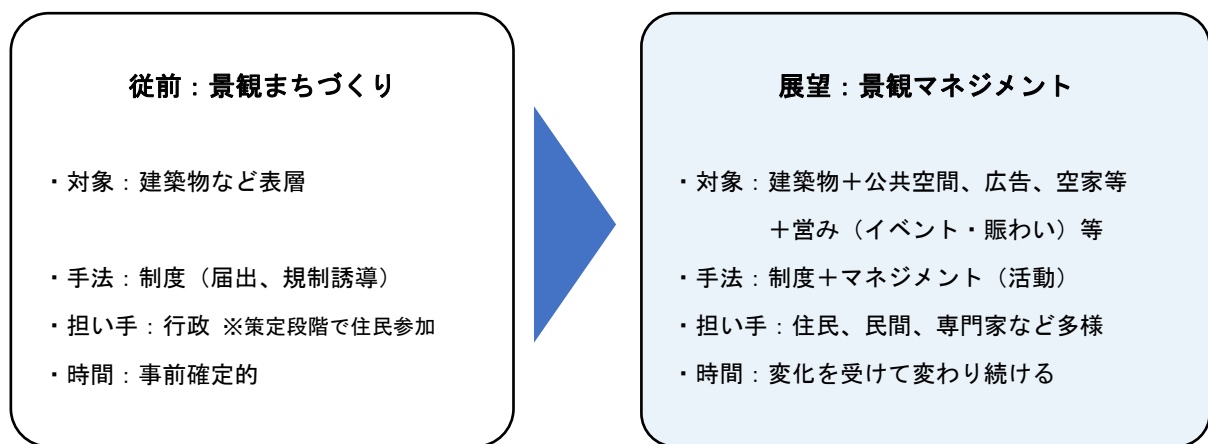 従前：景観まちづくり
・対象：建築物など表層
・手法：制度（届出、規制誘導）
・担い手：行政 ※策定段階で住民参加
・時間：事前確定的
展望：景観マネジメント
・対象：建築物＋公共空間、広告、空家等
＋営み（イベント・賑わい）等
・手法：制度＋マネジメント（活動）
・担い手：住民、民間、専門家など多様
・時間：変化を受けて変わり続ける